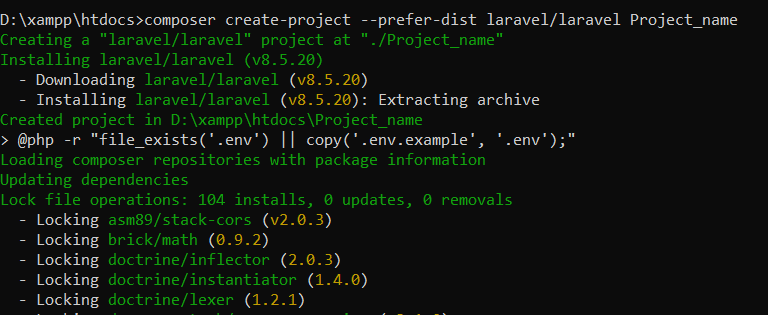 D:\xampp\htdocs>composer create-project --prefer-dist laravel/laravel Project_name
Creating a "laravel/laravel" project at "./Project_name"
Installing laravel/laravel (v8.5.20)
  - Downloading laravel/laravel (v8.5.20)
  - Installing laravel/laravel (v8.5.20): Extracting archive
Created project in D:\xampp\htdocs\Project_name
> @php -r "file_exists('.env') || copy('.env.example', '.env');"
Loading composer repositories with package information
Updating dependencies
Lock file operations: 104 installs, 0 updates, 0 removals
  - Locking asm89/stack-cors (v2.0.3)
  - Locking brick/math (0.9.2)
  - Locking doctrine/inflector (2.0.3)
  - Locking doctrine/instantiator (1.4.0)
  - Locking doctrine/lexer (1.2.1)